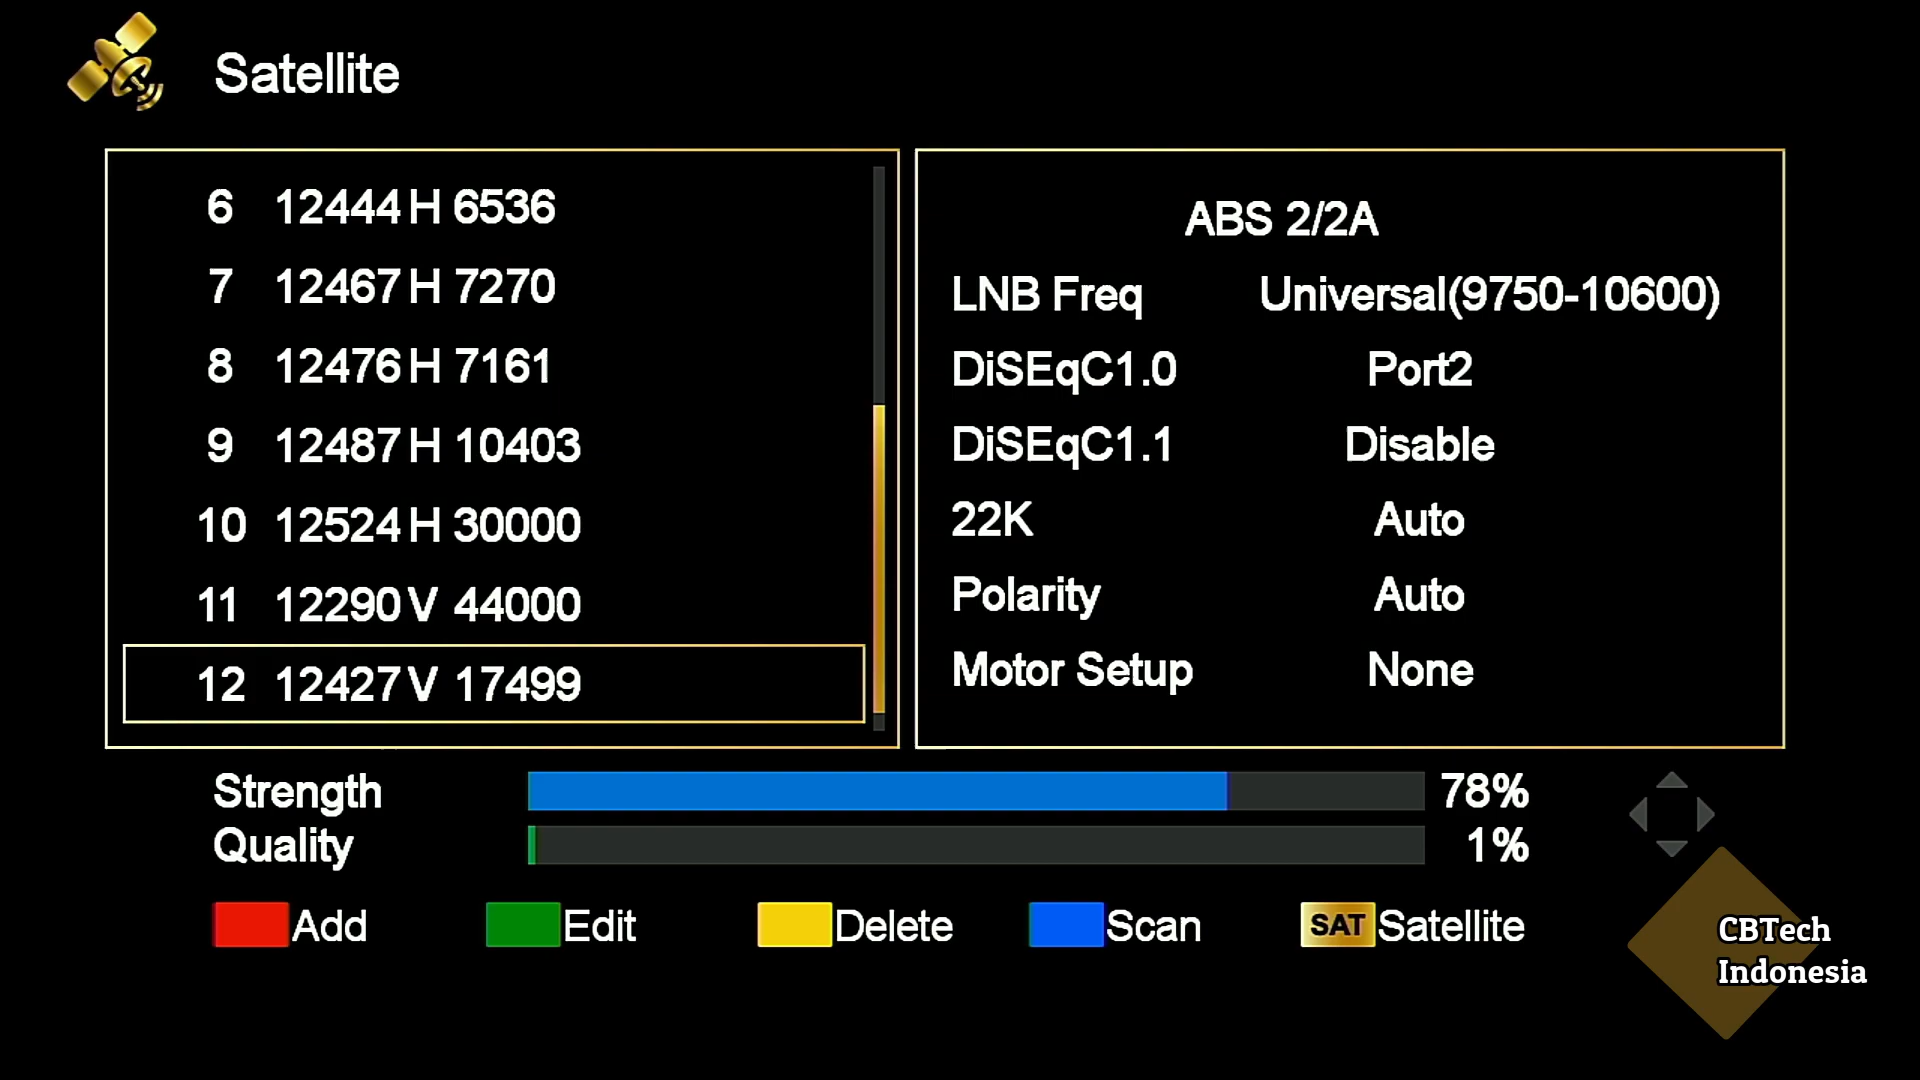 Satellite
6 12444 H 6536
7 12467 H 7270
8 12476 H 7161
9 12487 H 10403
10 12524 H 30000
11 12290 V 44000
12 12427 V 17499
ABS 2/2A
LNB Freq Universal(9750-10600)
DiSEqC1.0 Port2
DiSEqC1.1 Disable
22K Auto
Polarity Auto
Motor Setup None
Strength 78%
Quality 1%
Add Edit Delete Scan SAT Satellite
CBTech
Indonesia